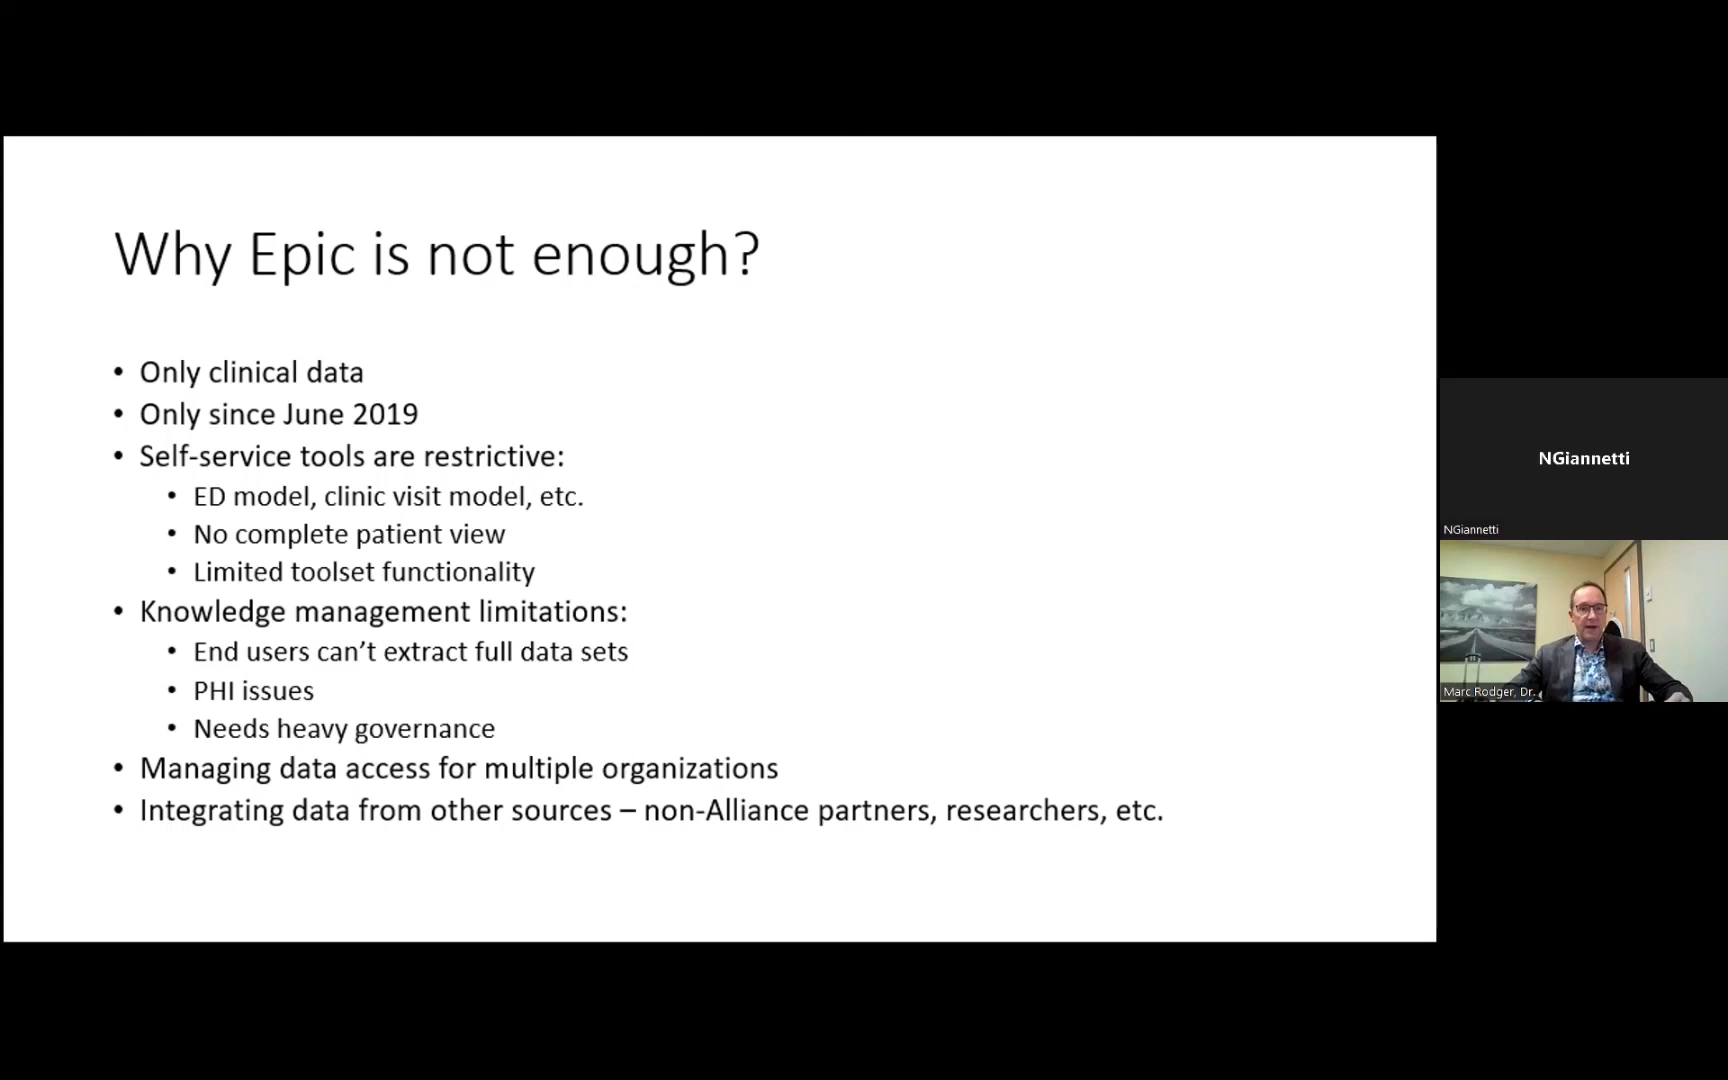 Why Epic is not enough?
• Only clinical data
• Only since June 2019
• Self-service tools are restrictive:
• ED model, clinic visit model, etc.
• No complete patient view
• Limited toolset functionality
• Knowledge management limitations:
• End users can’t extract full data sets
• PHI issues
• Needs heavy governance
• Managing data access for multiple organizations
• Integrating data from other sources – non-Alliance partners, researchers, etc.
NGiannetti
NGiannetti
Marc Rodger, Dr.